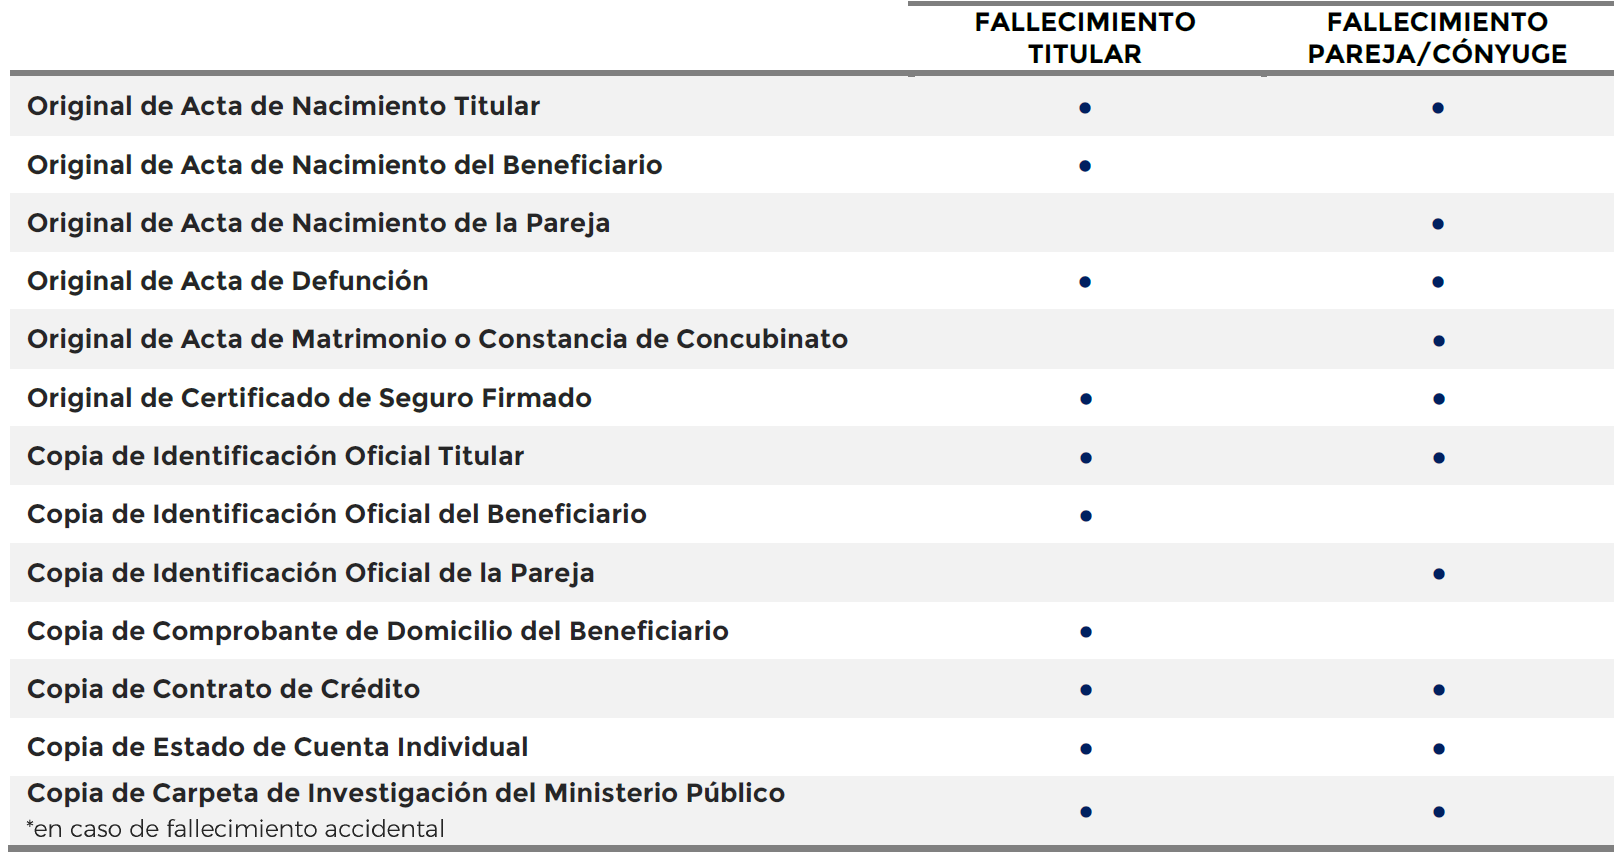 FALLECIMIENTO TITULAR
FALLECIMIENTO PAREJA/CÓNYUGE
Original de Acta de Nacimiento Titular • •
Original de Acta de Nacimiento del Beneficiario •
Original de Acta de Nacimiento de la Pareja •
Original de Acta de Defunción • •
Original de Acta de Matrimonio o Constancia de Concubinato •
Original de Certificado de Seguro Firmado • •
Copia de Identificación Oficial Titular • •
Copia de Identificación Oficial del Beneficiario •
Copia de Identificación Oficial de la Pareja •
Copia de Comprobante de Domicilio del Beneficiario •
Copia de Contrato de Crédito • •
Copia de Estado de Cuenta Individual • •
Copia de Carpeta de Investigación del Ministerio Público • •
*en caso de fallecimiento accidental